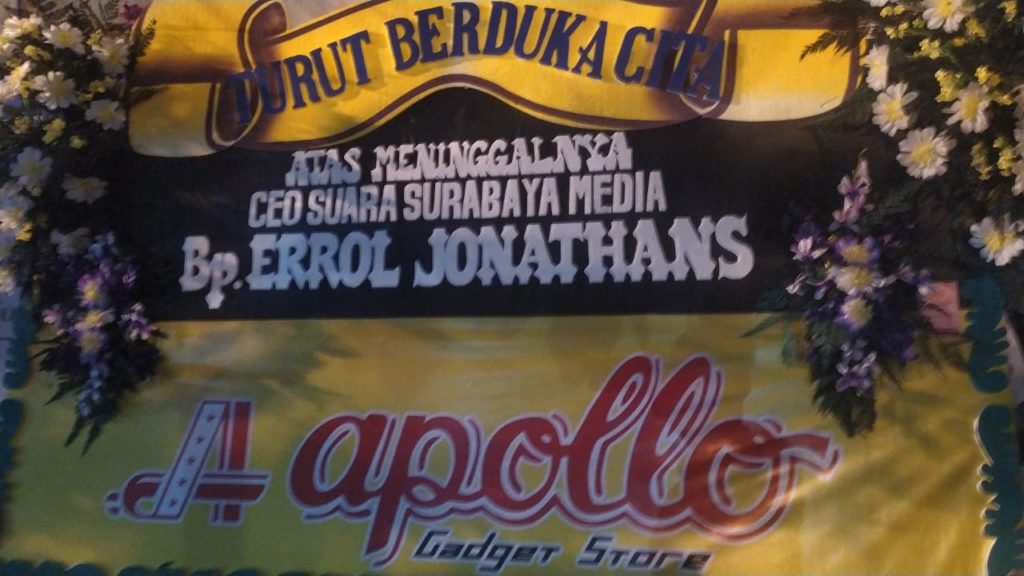 TURUT BERDUKA CITA
ATAS MENINGGALNYA
CEO SUARA SURABAYA MEDIA
Bp. ERROL JONATHANS
A apollo
Gadget Store